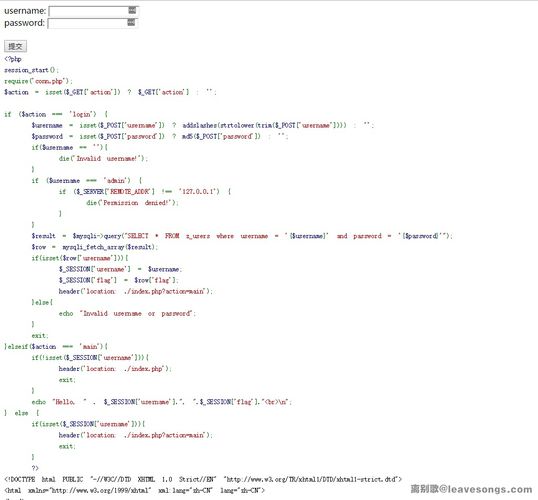 username:
password:
提交
<?php
session_start();
require("conn.php");
$action = isset($_GET['action']) ? $_GET['action'] : '';
if ($action === 'login') {
$username = isset($_POST['username']) ? addslashes(strtolower(trim($_POST['username']))) : '';
$password = isset($_POST['password']) ? md5($_POST['password']) : '';
if($username == ''){
die("Invalid username!");
}
if ($username === 'admin') {
if ($_SERVER['REMOTE_ADDR'] !== '127.0.0.1') {
die('Permission denied!');
}
}
$result = $mysqli->query("SELECT * FROM z_users where username = '{$username}' and password = '{$password}'");
$row = mysqli_fetch_array($result);
if(isset($row['username'])){
$_SESSION['username'] = $username;
$_SESSION['flag'] = $row['flag'];
header('location: ./index.php?action=main');
}else{
echo "Invalid username or password";
}
exit;
}elseif($action === 'main'){
if(!isset($_SESSION['username'])){
header('location: ./index.php');
exit;
}
echo "Hello, " . $_SESSION['username'].", ".$_SESSION['flag']."<br>\n";
} else {
if(isset($_SESSION['username'])){
header('location: ./index.php?action=main');
exit;
}
?>
<!DOCTYPE html PUBLIC "-//W3C//DTD XHTML 1.0 Strict//EN" "http://www.w3.org/TR/xhtml1/DTD/xhtml1-strict.dtd">
<html xmlns="http://www.w3.org/1999/xhtml" xml:lang="zh-CN" lang="zh-CN">
离别歌@leavesongs.com